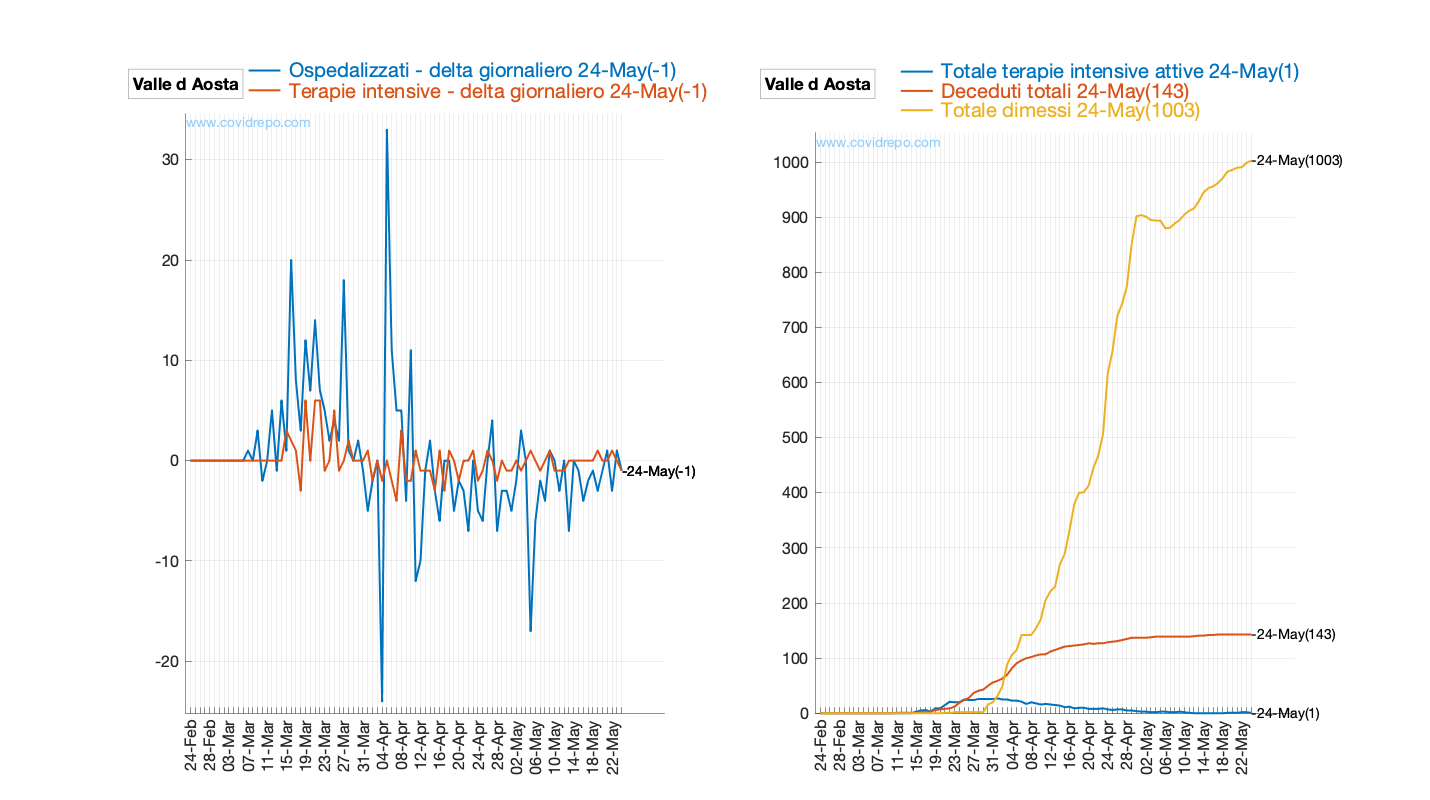 Valle d Aosta
Ospedalizzati - delta giornaliero 24-May(-1)
Terapie intensive - delta giornaliero 24-May(-1)
www.covidrepo.com
30
20
10
0
-10
-20
-24-May(-1)
24-Feb
28-Feb
03-Mar
07-Mar
11-Mar
15-Mar
19-Mar
23-Mar
27-Mar
31-Mar
04-Apr
08-Apr
12-Apr
16-Apr
20-Apr
24-Apr
28-Apr
02-May
06-May
10-May
14-May
18-May
22-May
Valle d Aosta
Totale terapie intensive attive 24-May(1)
Deceduti totali 24-May(143)
Totale dimessi 24-May(1003)
www.covidrepo.com
1000
900
800
700
600
500
400
300
200
100
0
-24-May(1003)
-24-May(143)
-24-May(1)
24-Feb
28-Feb
03-Mar
07-Mar
11-Mar
15-Mar
19-Mar
23-Mar
27-Mar
31-Mar
04-Apr
08-Apr
12-Apr
16-Apr
20-Apr
24-Apr
28-Apr
02-May
06-May
10-May
14-May
18-May
22-May